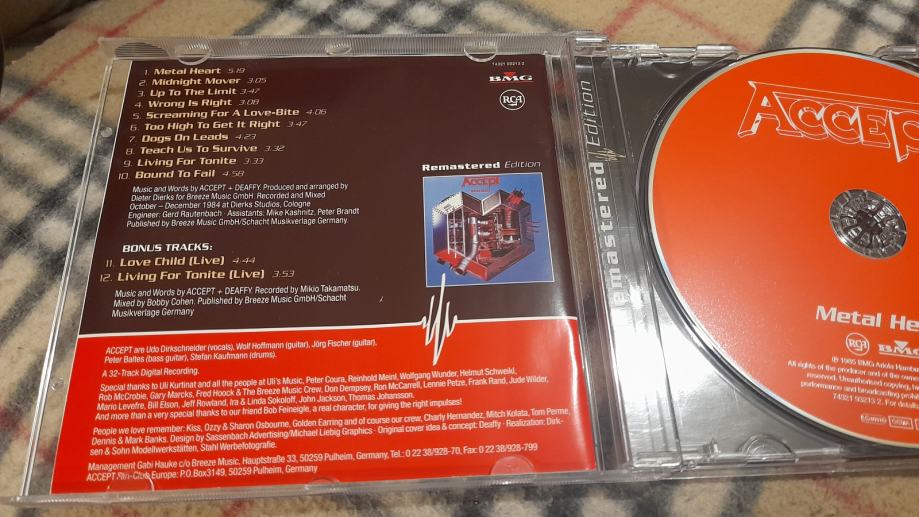 1. Metal Heart 5:19
2. Midnight Mover 3:05
3. Up To The Limit 3:47
4. Wrong Is Right 3:08
5. Screaming For A Love-Bite 4:06
6. Too High To Get It Right 3:47
7. Dogs On Leads 4:23
8. Teach Us To Survive 3:32
9. Living For Tonite 3:33
10. Bound To Fail 4:58
Music and Words by ACCEPT + DEAFFY. Produced and arranged by
Dieter Dierks for Breeze Music GmbH. Recorded and Mixed
October – December 1984 at Dierks Studios, Cologne
Engineer: Gerd Rautenbach · Assistants: Mike Kashnitz, Peter Brandt
Published by Breeze Music GmbH/Schacht Musikverlage Germany.
BONUS TRACKS:
11. Love Child (Live) 4:44
12. Living For Tonite (Live) 3:53
Music and Words by ACCEPT + DEAFFY. Recorded by Mikio Takamatsu.
Mixed by Bobby Cohen. Published by Breeze Music GmbH/Schacht
Musikverlage Germany
BMG
RCA
Remastered Edition
Accept
ACCEPT are Udo Dirkschneider (vocals), Wolf Hoffmann (guitar), Jörg Fischer (guitar),
Peter Baltes (bass guitar), Stefan Kaufmann (drums).
A 32-Track Digital Recording.
Special thanks to Uli Kurtinat and all the people at Uli's Music, Peter Coura, Reinhold Meinl, Wolfgang Wunder, Helmut Schweiki,
Rob McCrobie, Gary Marcks, Fred Hoock & The Breeze Music Crew, Don Dempsey, Ron McCarrell, Lennie Petze, Frank Rand, Jude Wilder,
Mario Levefre, Bill Elson, Jeff Rowland, Ira & Linda Sokoloff, John Jackson, Thomas Johansson.
And more than a very special thanks to our friend Bob Feineigle, a real character, for giving the right impulses!
People we love remember: Kiss, Ozzy & Sharon Osbourne, Golden Earring and of course our crew, Charly Hernandez, Mitch Kolata, Tom Perme,
Dennis & Mark Banks. Design by Sassenbach Advertising/Michael Liebig Graphics · Original cover idea & concept: Deaffy · Realization: Dirk-
sen & Sohn Modellwerkstätten, Stahl Werbefotografie.
Management Gabi Hauke c/o Breeze Music, Hauptstraße 33, 50259 Pulheim, Germany, Tel.: 0 22 38/928-70, Fax: 0 22 38/928-799
ACCEPT Fan-Club Europe: P.O.Box3149, 50259 Pulheim, Germany
emastered Edition
ACCEP
Metal He
RCA BMG
℗ 1985 BMG Ariola Hambu
All rights of the producer and of the owne
reserved. Unauthorised copying,
performance and broadcasting prohib
74321 93213 2. For detai